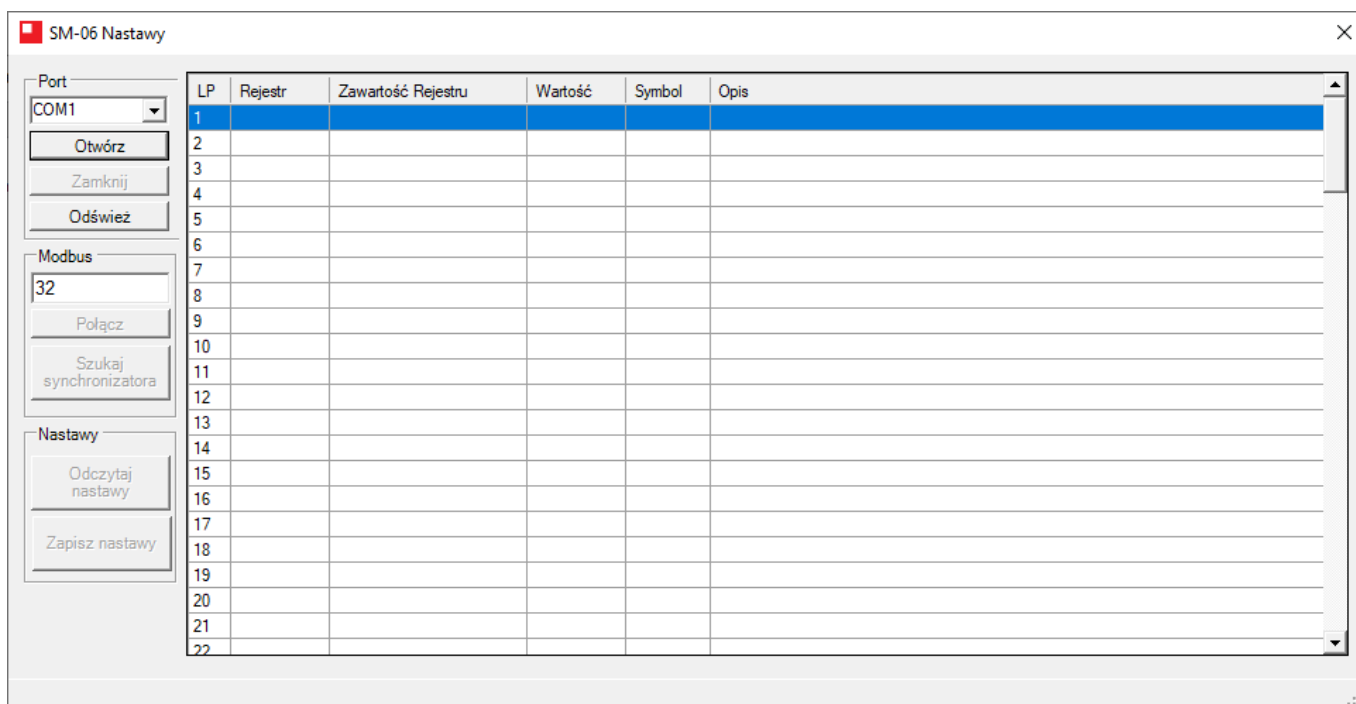 SM-06 Nastawy
Port
COM1
Otwórz
Zamknij
Odśwież
Modbus
32
Połącz
Szukaj
synchronizatora
Nastawy
Odczytaj
nastawy
Zapisz nastawy
LP Rejestr Zawartość Rejestru Wartość Symbol Opis
1
2
3
4
5
6
7
8
9
10
11
12
13
14
15
16
17
18
19
20
21
22